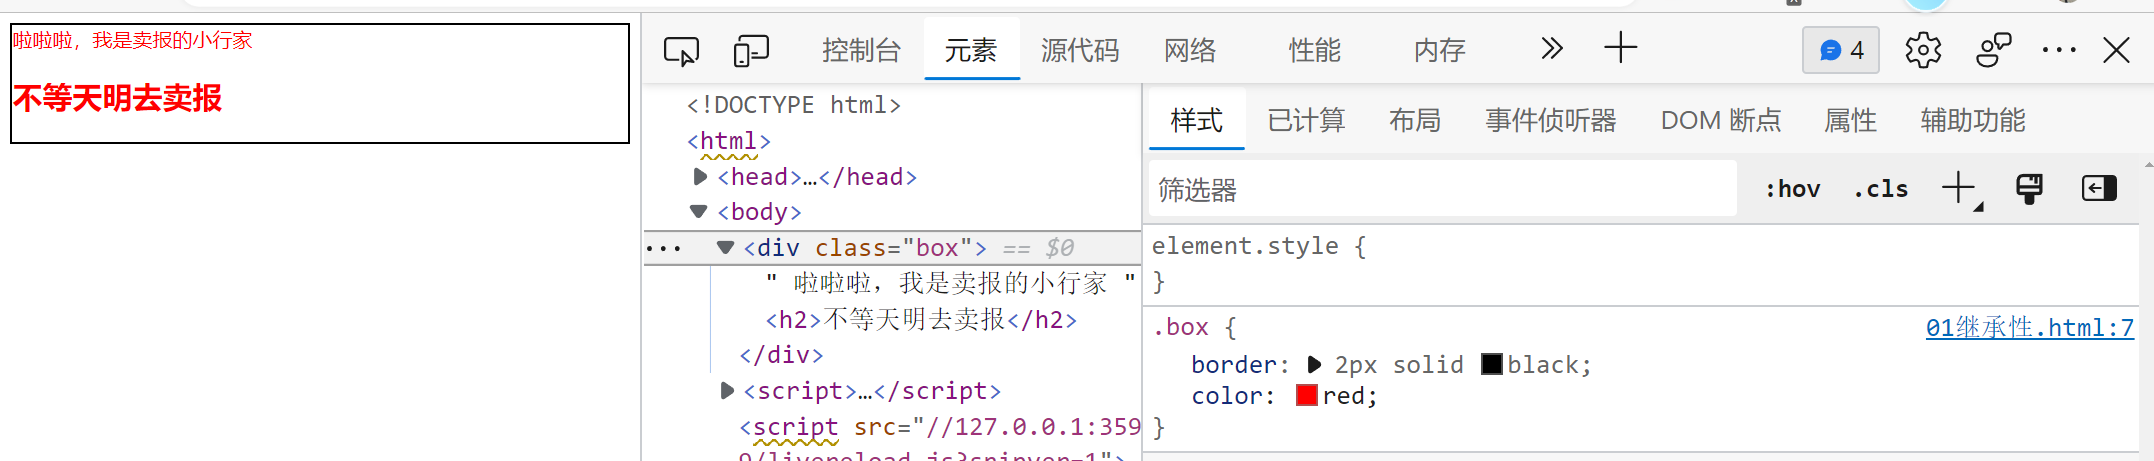 啦啦啦，我是卖报的小行家
不等天明去卖报
控制台 元素 源代码 网络 性能 内存 4
<!DOCTYPE html>
<html>
<head>…</head>
<body>
<div class="box"> == $0
" 啦啦啦，我是卖报的小行家 "
<h2>不等天明去卖报</h2>
</div>
<script>…</script>
<script src="//127.0.0.1:359
9/livereload.js?snipver=1">
样式 已计算 布局 事件侦听器 DOM 断点 属性 辅助功能
筛选器 :hov .cls
element.style {
}
.box { 01继承性.html:7
border: 2px solid black;
color: red;
}